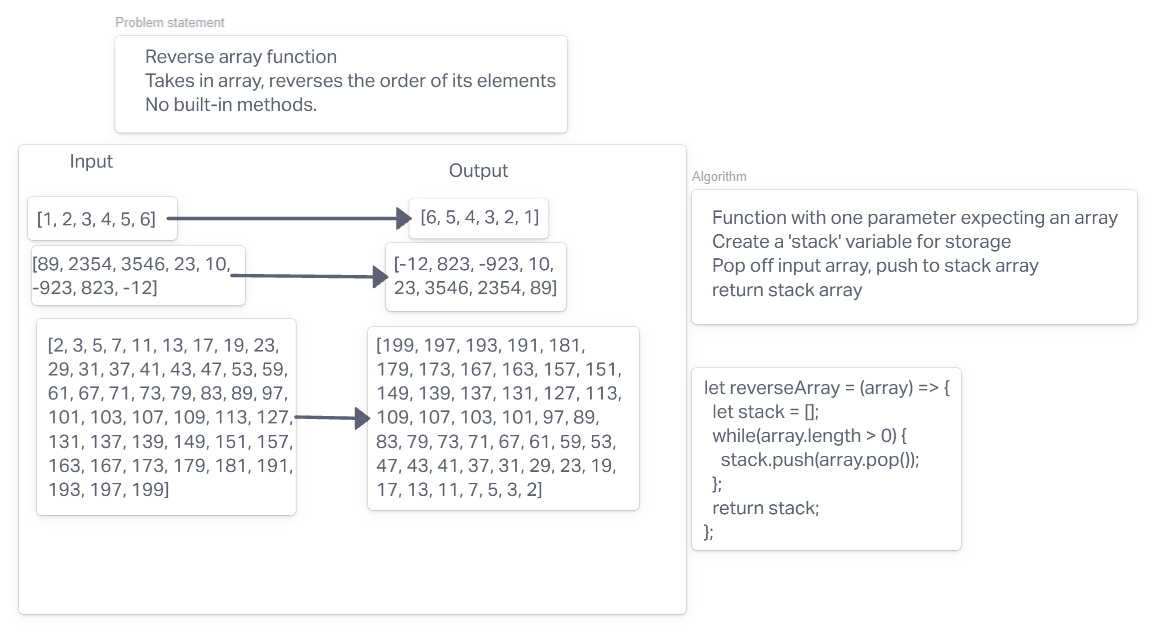 Problem statement
Reverse array function
Takes in array, reverses the order of its elements
No built-in methods.
Input
Output
[1, 2, 3, 4, 5, 6]
[6, 5, 4, 3, 2, 1]
[89, 2354, 3546, 23, 10,
-923, 823, -12]
[-12, 823, -923, 10,
23, 3546, 2354, 89]
[2, 3, 5, 7, 11, 13, 17, 19, 23,
29, 31, 37, 41, 43, 47, 53, 59,
61, 67, 71, 73, 79, 83, 89, 97,
101, 103, 107, 109, 113, 127,
131, 137, 139, 149, 151, 157,
163, 167, 173, 179, 181, 191,
193, 197, 199]
[199, 197, 193, 191, 181,
179, 173, 167, 163, 157, 151,
149, 139, 137, 131, 127, 113,
109, 107, 103, 101, 97, 89,
83, 79, 73, 71, 67, 61, 59, 53,
47, 43, 41, 37, 31, 29, 23, 19,
17, 13, 11, 7, 5, 3, 2]
Algorithm
Function with one parameter expecting an array
Create a 'stack' variable for storage
Pop off input array, push to stack array
return stack array
let reverseArray = (array) => {
let stack = [];
while(array.length > 0) {
stack.push(array.pop());
};
return stack;
};